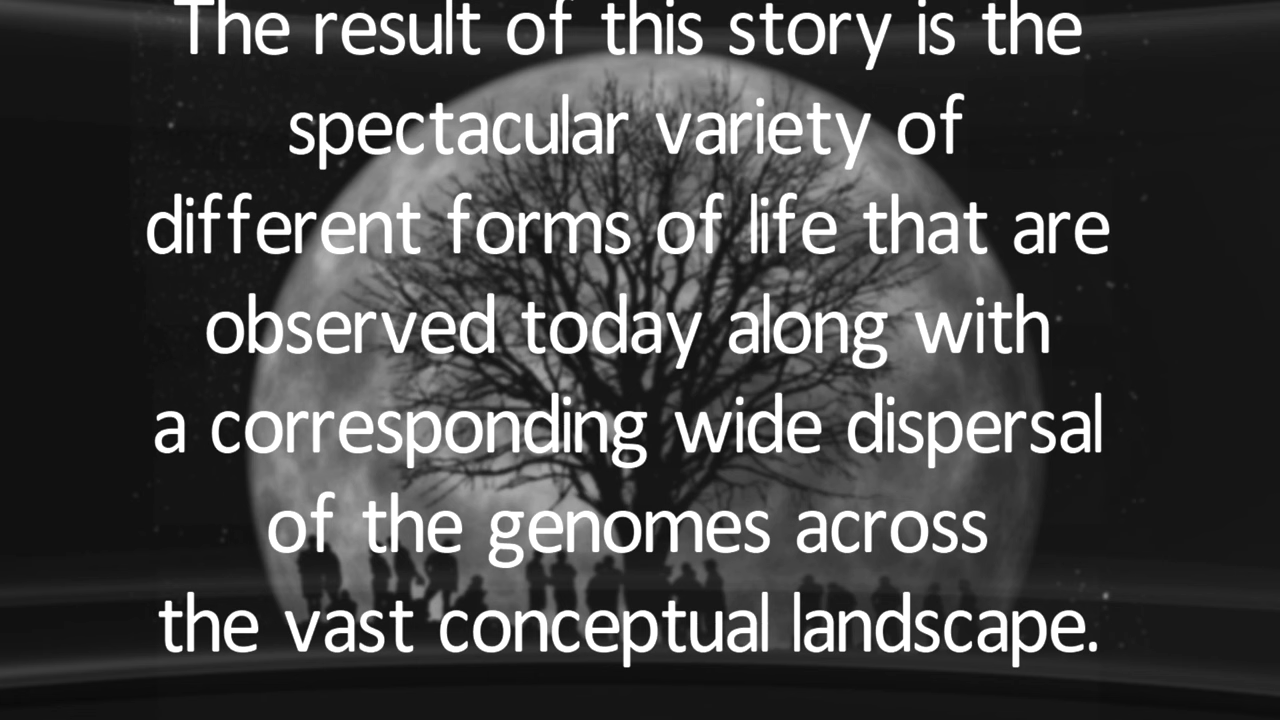 The result of this story is the
spectacular variety of
different forms of life that are
observed today along with
a corresponding wide dispersal
of the genomes across
the vast conceptual landscape.